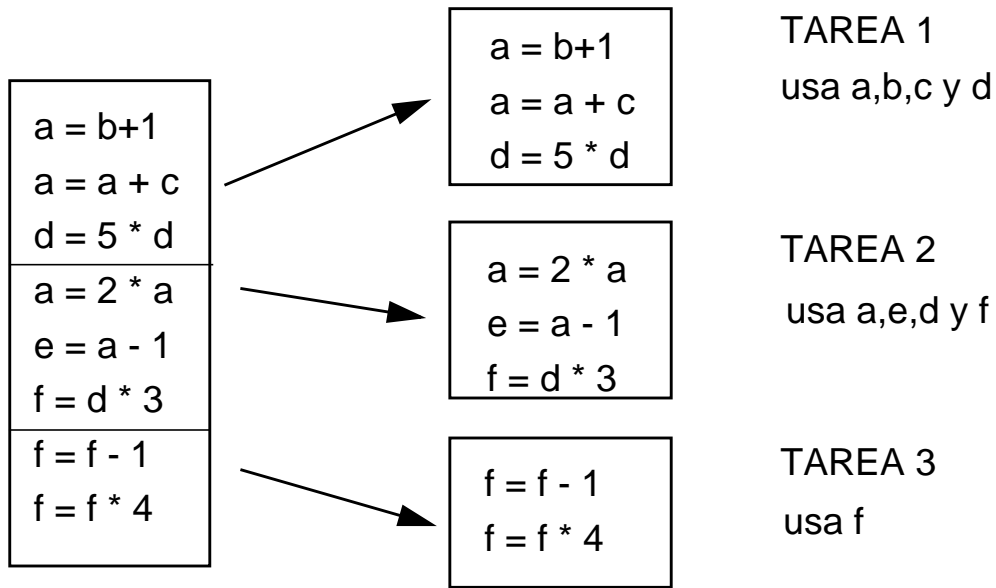 a = b+1
a = a + c
d = 5 * d
a = 2 * a
e = a - 1
f = d * 3
f = f - 1
f = f * 4
a = b+1
a = a + c
d = 5 * d
TAREA 1
usa a,b,c y d
a = 2 * a
e = a - 1
f = d * 3
TAREA 2
usa a,e,d y f
f = f - 1
f = f * 4
TAREA 3
usa f